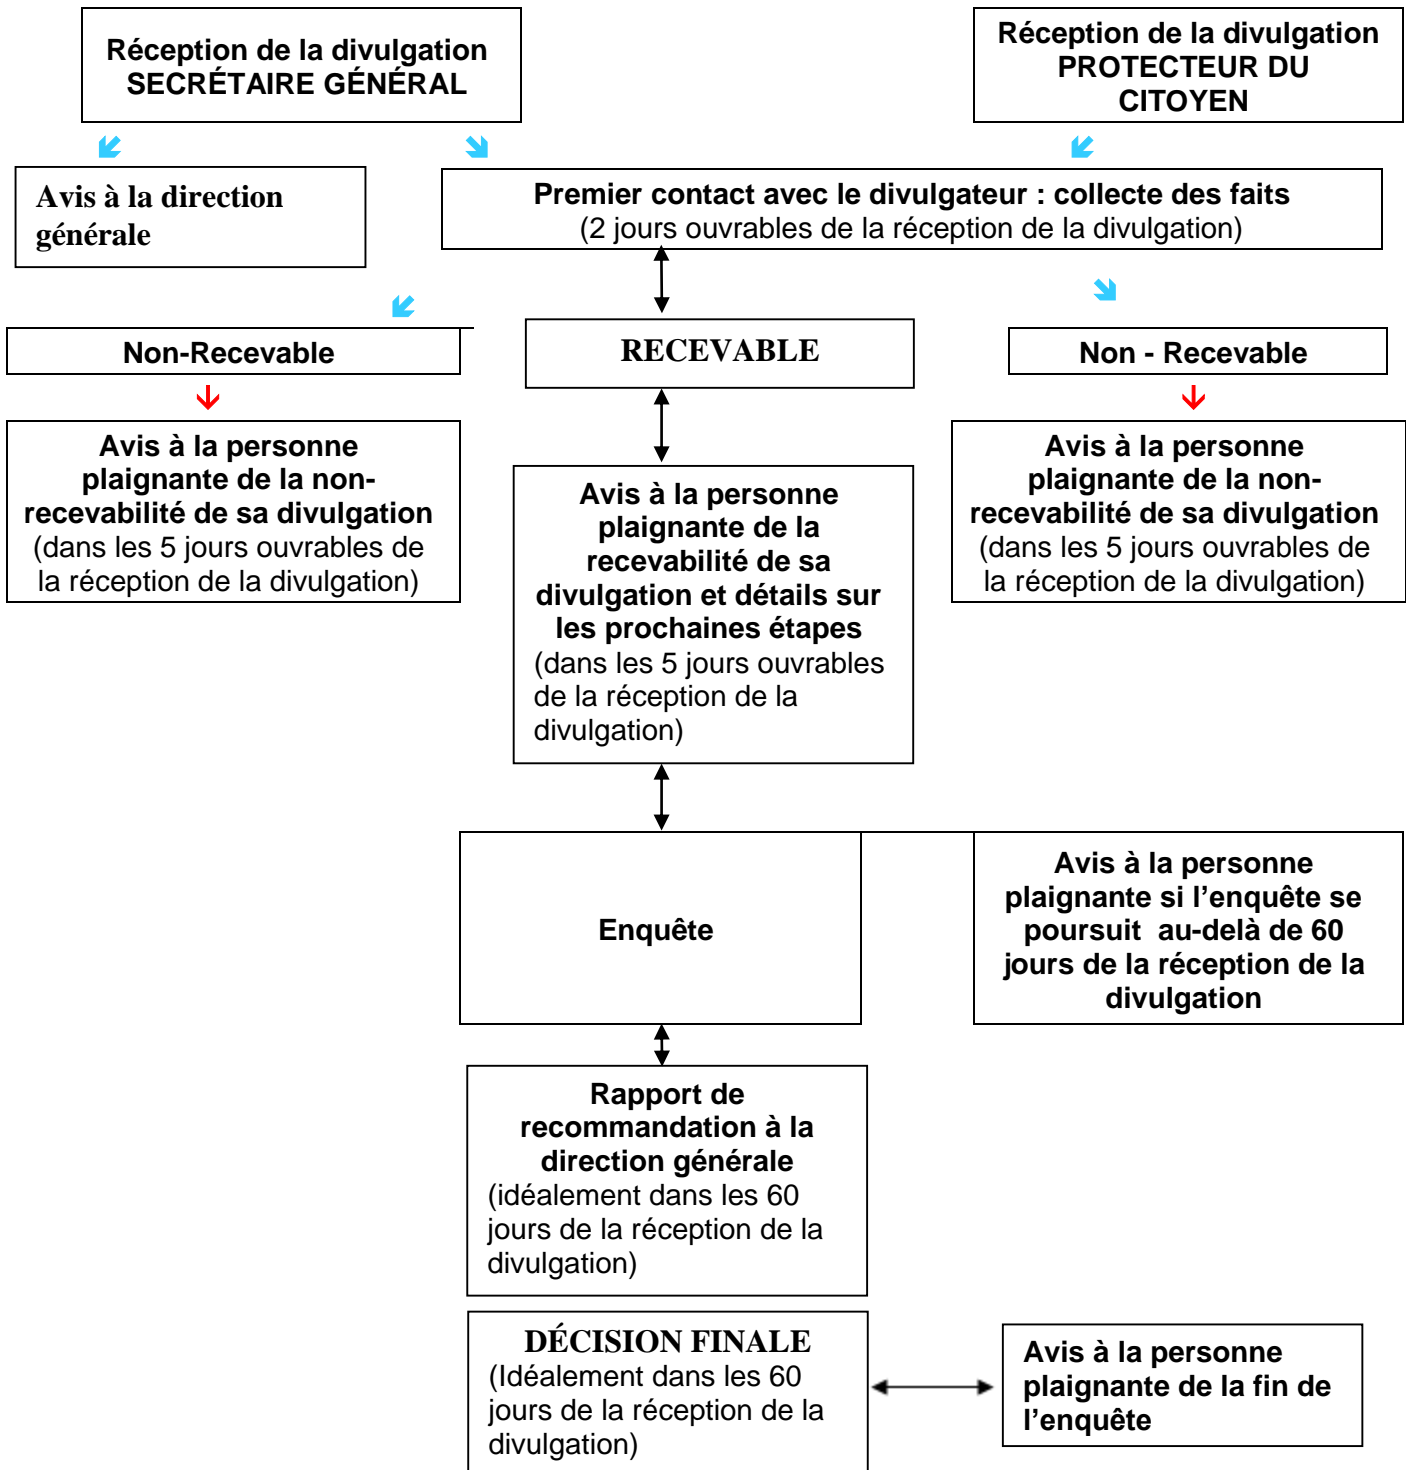 Réception de la divulgation
SECRÉTAIRE GÉNÉRAL
Réception de la divulgation
PROTECTEUR DU
CITOYEN
Avis à la direction
générale
Premier contact avec le divulgateur : collecte des faits
(2 jours ouvrables de la réception de la divulgation)
Non-Recevable
RECEVABLE
Non - Recevable
Avis à la personne
plaignante de la non-
recevabilité de sa divulgation
(dans les 5 jours ouvrables de
la réception de la divulgation)
Avis à la personne
plaignante de la
recevabilité de sa
divulgation et détails sur
les prochaines étapes
(dans les 5 jours ouvrables
de la réception de la
divulgation)
Avis à la personne
plaignante de la non-
recevabilité de sa divulgation
(dans les 5 jours ouvrables de
la réception de la divulgation)
Enquête
Avis à la personne
plaignante si l’enquête se
poursuit  au-delà de 60
jours de la réception de la
divulgation
Rapport de
recommandation à la
direction générale
(idéalement dans les 60
jours de la réception de la
divulgation)
DÉCISION FINALE
(Idéalement dans les 60
jours de la réception de la
divulgation)
Avis à la personne
plaignante de la fin de
l’enquête